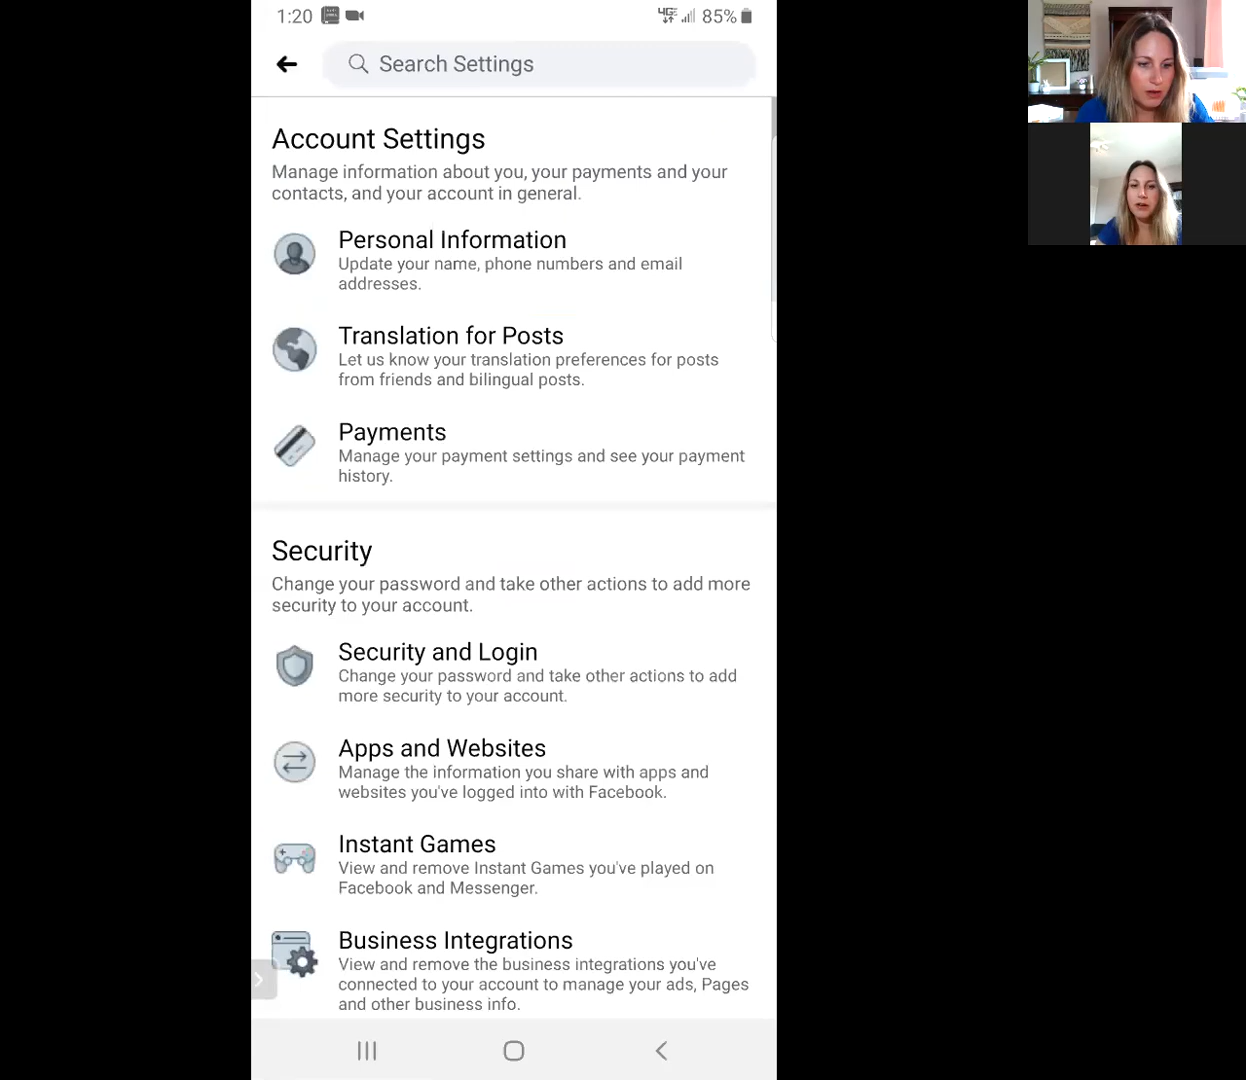 1:20
4GE
85%
Search Settings
Account Settings
Manage information about you, your payments and your
contacts, and your account in general.
Personal Information
Update your name, phone numbers and email
addresses.
Translation for Posts
Let us know your translation preferences for posts
from friends and bilingual posts.
Payments
Manage your payment settings and see your payment
history.
Security
Change your password and take other actions to add more
security to your account.
Security and Login
Change your password and take other actions to add
more security to your account.
Apps and Websites
Manage the information you share with apps and
websites you've logged into with Facebook.
Instant Games
View and remove Instant Games you've played on
Facebook and Messenger.
Business Integrations
View and remove the business integrations you've
connected to your account to manage your ads, Pages
and other business info.